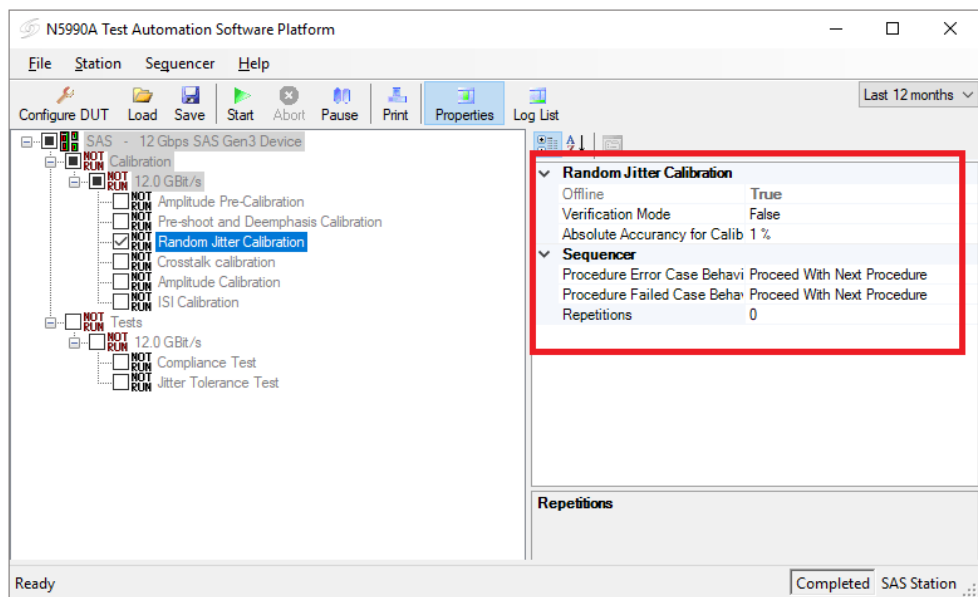 N5990A Test Automation Software Platform
File Station Sequencer Help
Configure DUT Load Save Start Abort Pause Print Properties Log List Last 12 months
SAS - 12 Gbps SAS Gen3 Device
NOT RUN Calibration
NOT RUN 12.0 GBit/s
NOT RUN Amplitude Pre-Calibration
NOT RUN Pre-shoot and Deemphasis Calibration
NOT RUN Random Jitter Calibration
NOT RUN Crosstalk calibration
NOT RUN Amplitude Calibration
NOT RUN ISI Calibration
NOT RUN Tests
NOT RUN 12.0 GBit/s
NOT RUN Compliance Test
NOT RUN Jitter Tolerance Test
Random Jitter Calibration
Offline True
Verification Mode False
Absolute Accurancy for Calib 1 %
Sequencer
Procedure Error Case Behavi Proceed With Next Procedure
Procedure Failed Case Behav Proceed With Next Procedure
Repetitions 0
Repetitions
Ready Completed SAS Station